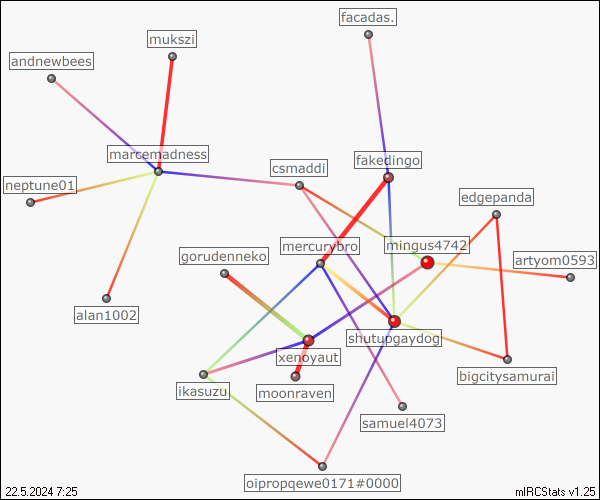 facadas.
mukszi
andnewbees
marcemadness
fakedingo
csmaddi
neptune01
edgepanda
mercurybro
mingus4742
gorudenneko
artyom0593
alan1002
shutupgaydog
xenoyaut
bigcitysamurai
ikasuzu
moonraven
samuel4073
oipropqewe0171#0000
22.5.2024 7:25
mIRCStats v1.25